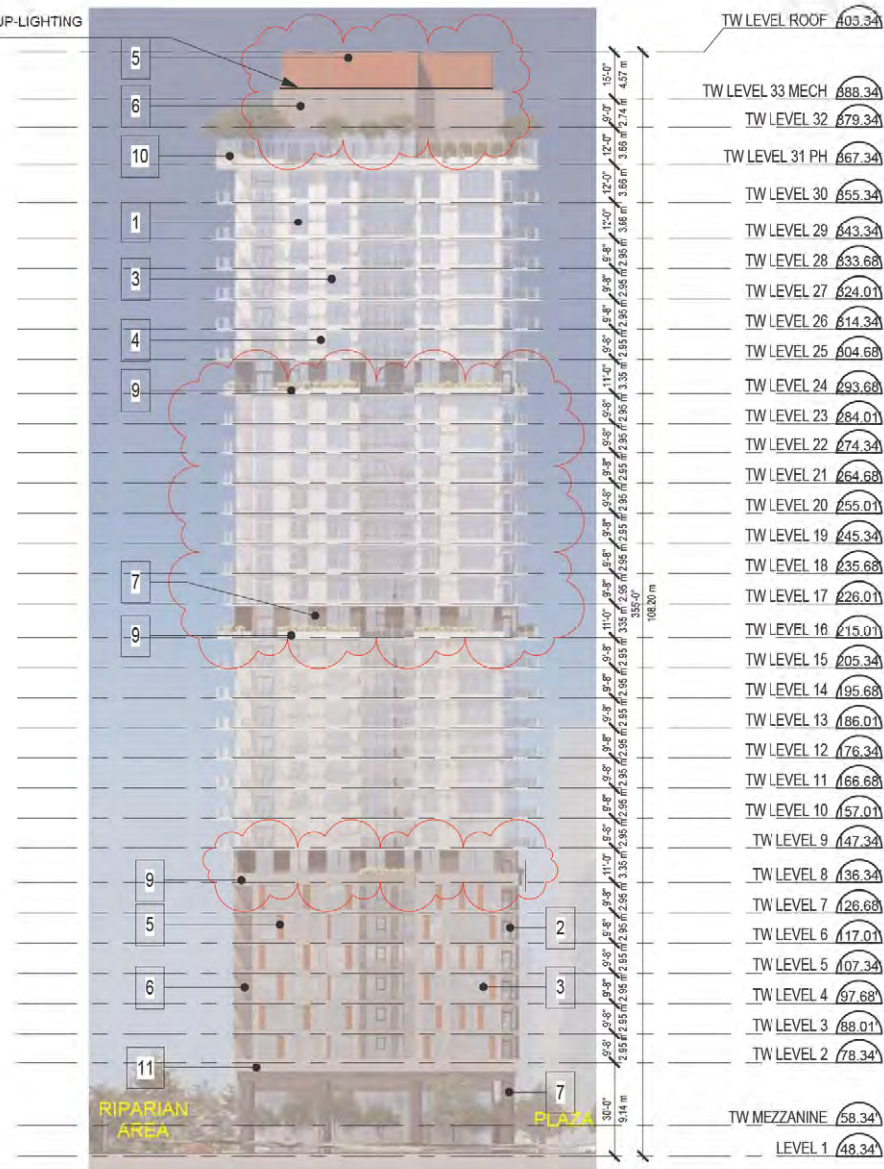 UP-LIGHTING
TW LEVEL ROOF 403.34'
5
15'-0"
4.57 m
TW LEVEL 33 MECH 388.34'
6
9'-0"
2.74 m
TW LEVEL 32 379.34'
10
12'-0"
3.66 m
TW LEVEL 31 PH 367.34'
12'-0"
3.66 m
TW LEVEL 30 355.34'
1
12'-0"
3.66 m
TW LEVEL 29 343.34'
9'-8"
2.95 m
TW LEVEL 28 333.68'
3
9'-8"
2.95 m
TW LEVEL 27 324.01'
9'-8"
2.95 m
TW LEVEL 26 314.34'
4
9'-8"
2.95 m
TW LEVEL 25 304.68'
9
11'-0"
3.35 m
TW LEVEL 24 293.68'
9'-8"
2.95 m
TW LEVEL 23 284.01'
9'-8"
2.95 m
TW LEVEL 22 274.34'
9'-8"
2.95 m
TW LEVEL 21 264.68'
9'-8"
2.95 m
TW LEVEL 20 255.01'
9'-8"
2.95 m
TW LEVEL 19 245.34'
9'-8"
2.95 m
TW LEVEL 18 235.68'
7
9'-8"
2.95 m
TW LEVEL 17 226.01'
355'-0"
108.20 m
9
11'-0"
3.35 m
TW LEVEL 16 215.01'
9'-8"
2.95 m
TW LEVEL 15 205.34'
9'-8"
2.95 m
TW LEVEL 14 195.68'
9'-8"
2.95 m
TW LEVEL 13 186.01'
9'-8"
2.95 m
TW LEVEL 12 176.34'
9'-8"
2.95 m
TW LEVEL 11 166.68'
9'-8"
2.95 m
TW LEVEL 10 157.01'
9'-8"
2.95 m
TW LEVEL 9 147.34'
9
11'-0"
3.35 m
TW LEVEL 8 136.34'
9'-8"
2.95 m
TW LEVEL 7 126.68'
5
2
9'-8"
2.95 m
TW LEVEL 6 117.01'
9'-8"
2.95 m
TW LEVEL 5 107.34'
6
3
9'-8"
2.95 m
TW LEVEL 4 97.68'
9'-8"
2.95 m
TW LEVEL 3 88.01'
9'-8"
2.95 m
TW LEVEL 2 78.34'
11
7
30'-0"
9.14 m
RIPARIAN
AREA
PLAZA
TW MEZZANINE 58.34'
LEVEL 1 48.34'